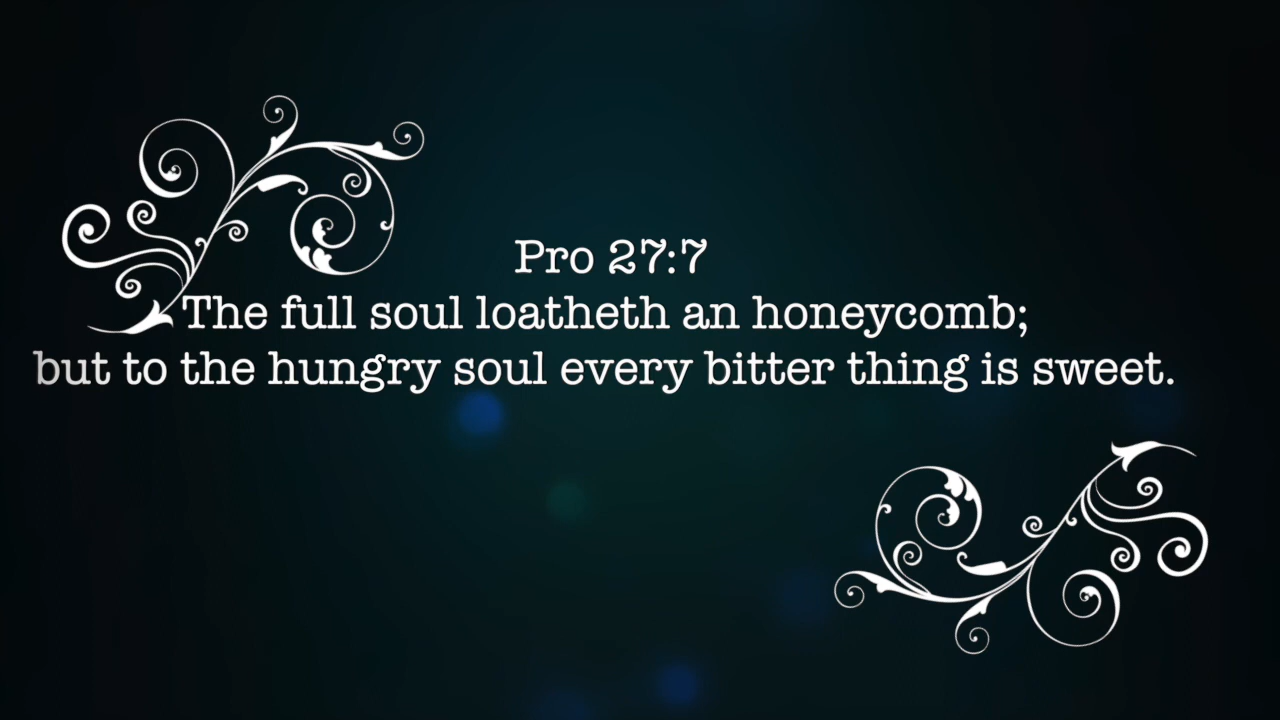 Pro 27:7
The full soul loatheth an honeycomb;
but to the hungry soul every bitter thing is sweet.